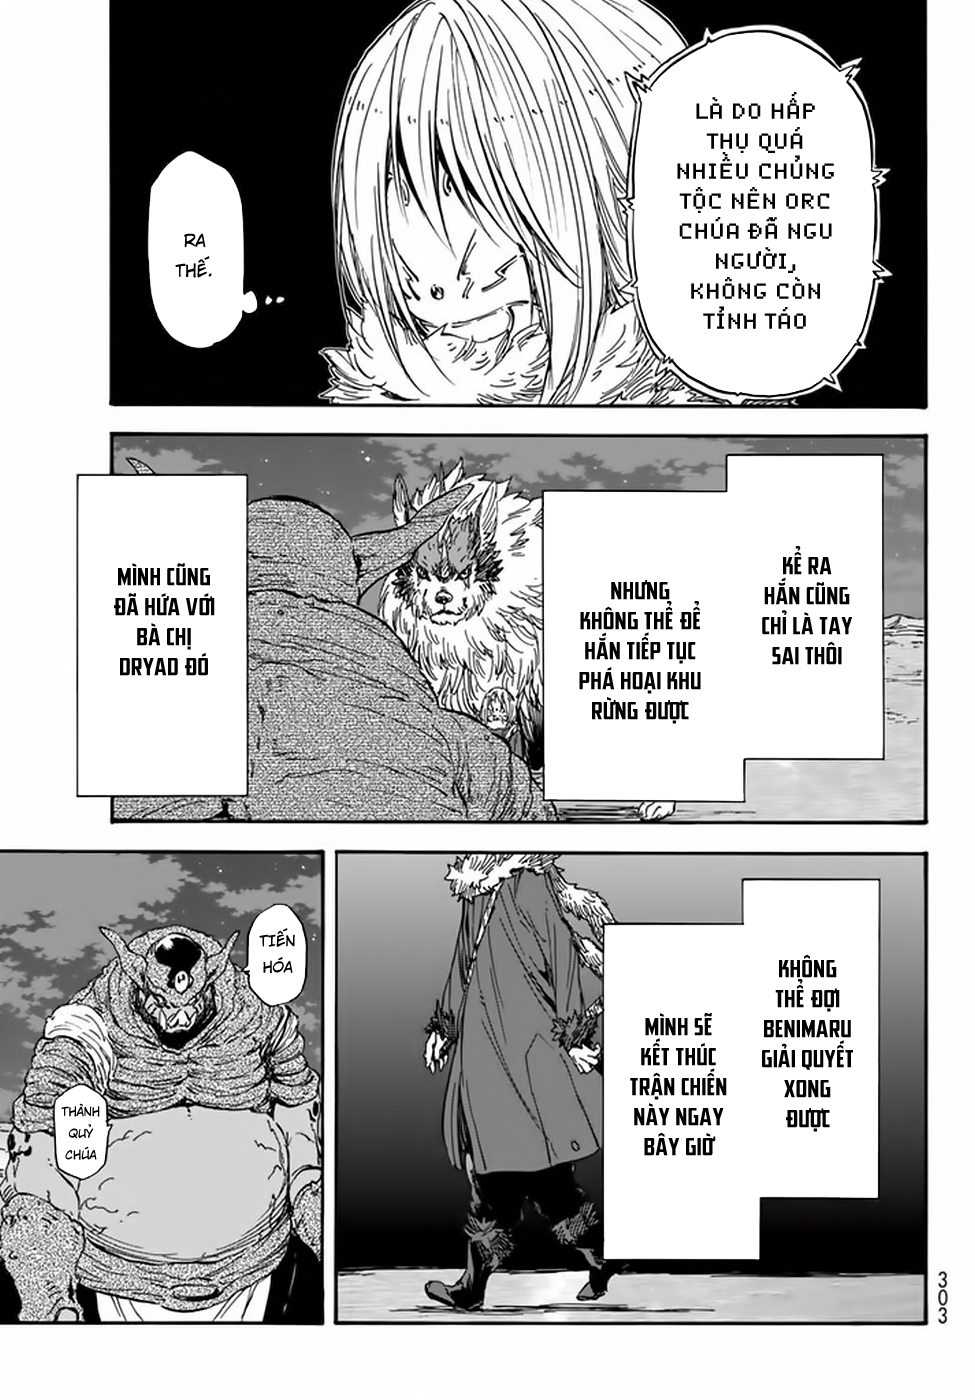 LÀ DO HẤP
THỤ QUÁ
NHIỀU CHỦNG
TỘC NÊN ORC
CHÚA ĐÃ NGU
NGƯỜI,
KHÔNG CÒN
TỈNH TÁO
RA
THẾ.
KỂ RA
HẮN CŨNG
CHỈ LÀ TAY
SAI THÔI
NHƯNG
KHÔNG THỂ ĐỂ
HẮN TIẾP TỤC
PHÁ HOẠI KHU
RỪNG ĐƯỢC
MÌNH CŨNG
ĐÃ HỨA VỚI
BÀ CHỊ
DRYAD ĐÓ
KHÔNG
THỂ ĐỢI
BENIMARU
GIẢI QUYẾT
XONG
ĐƯỢC
MÌNH SẼ
KẾT THÚC
TRẬN CHIẾN
NÀY NGAY
BÂY GIỜ
TIẾN
HÓA
THÀNH
QUỶ
CHÚA
303